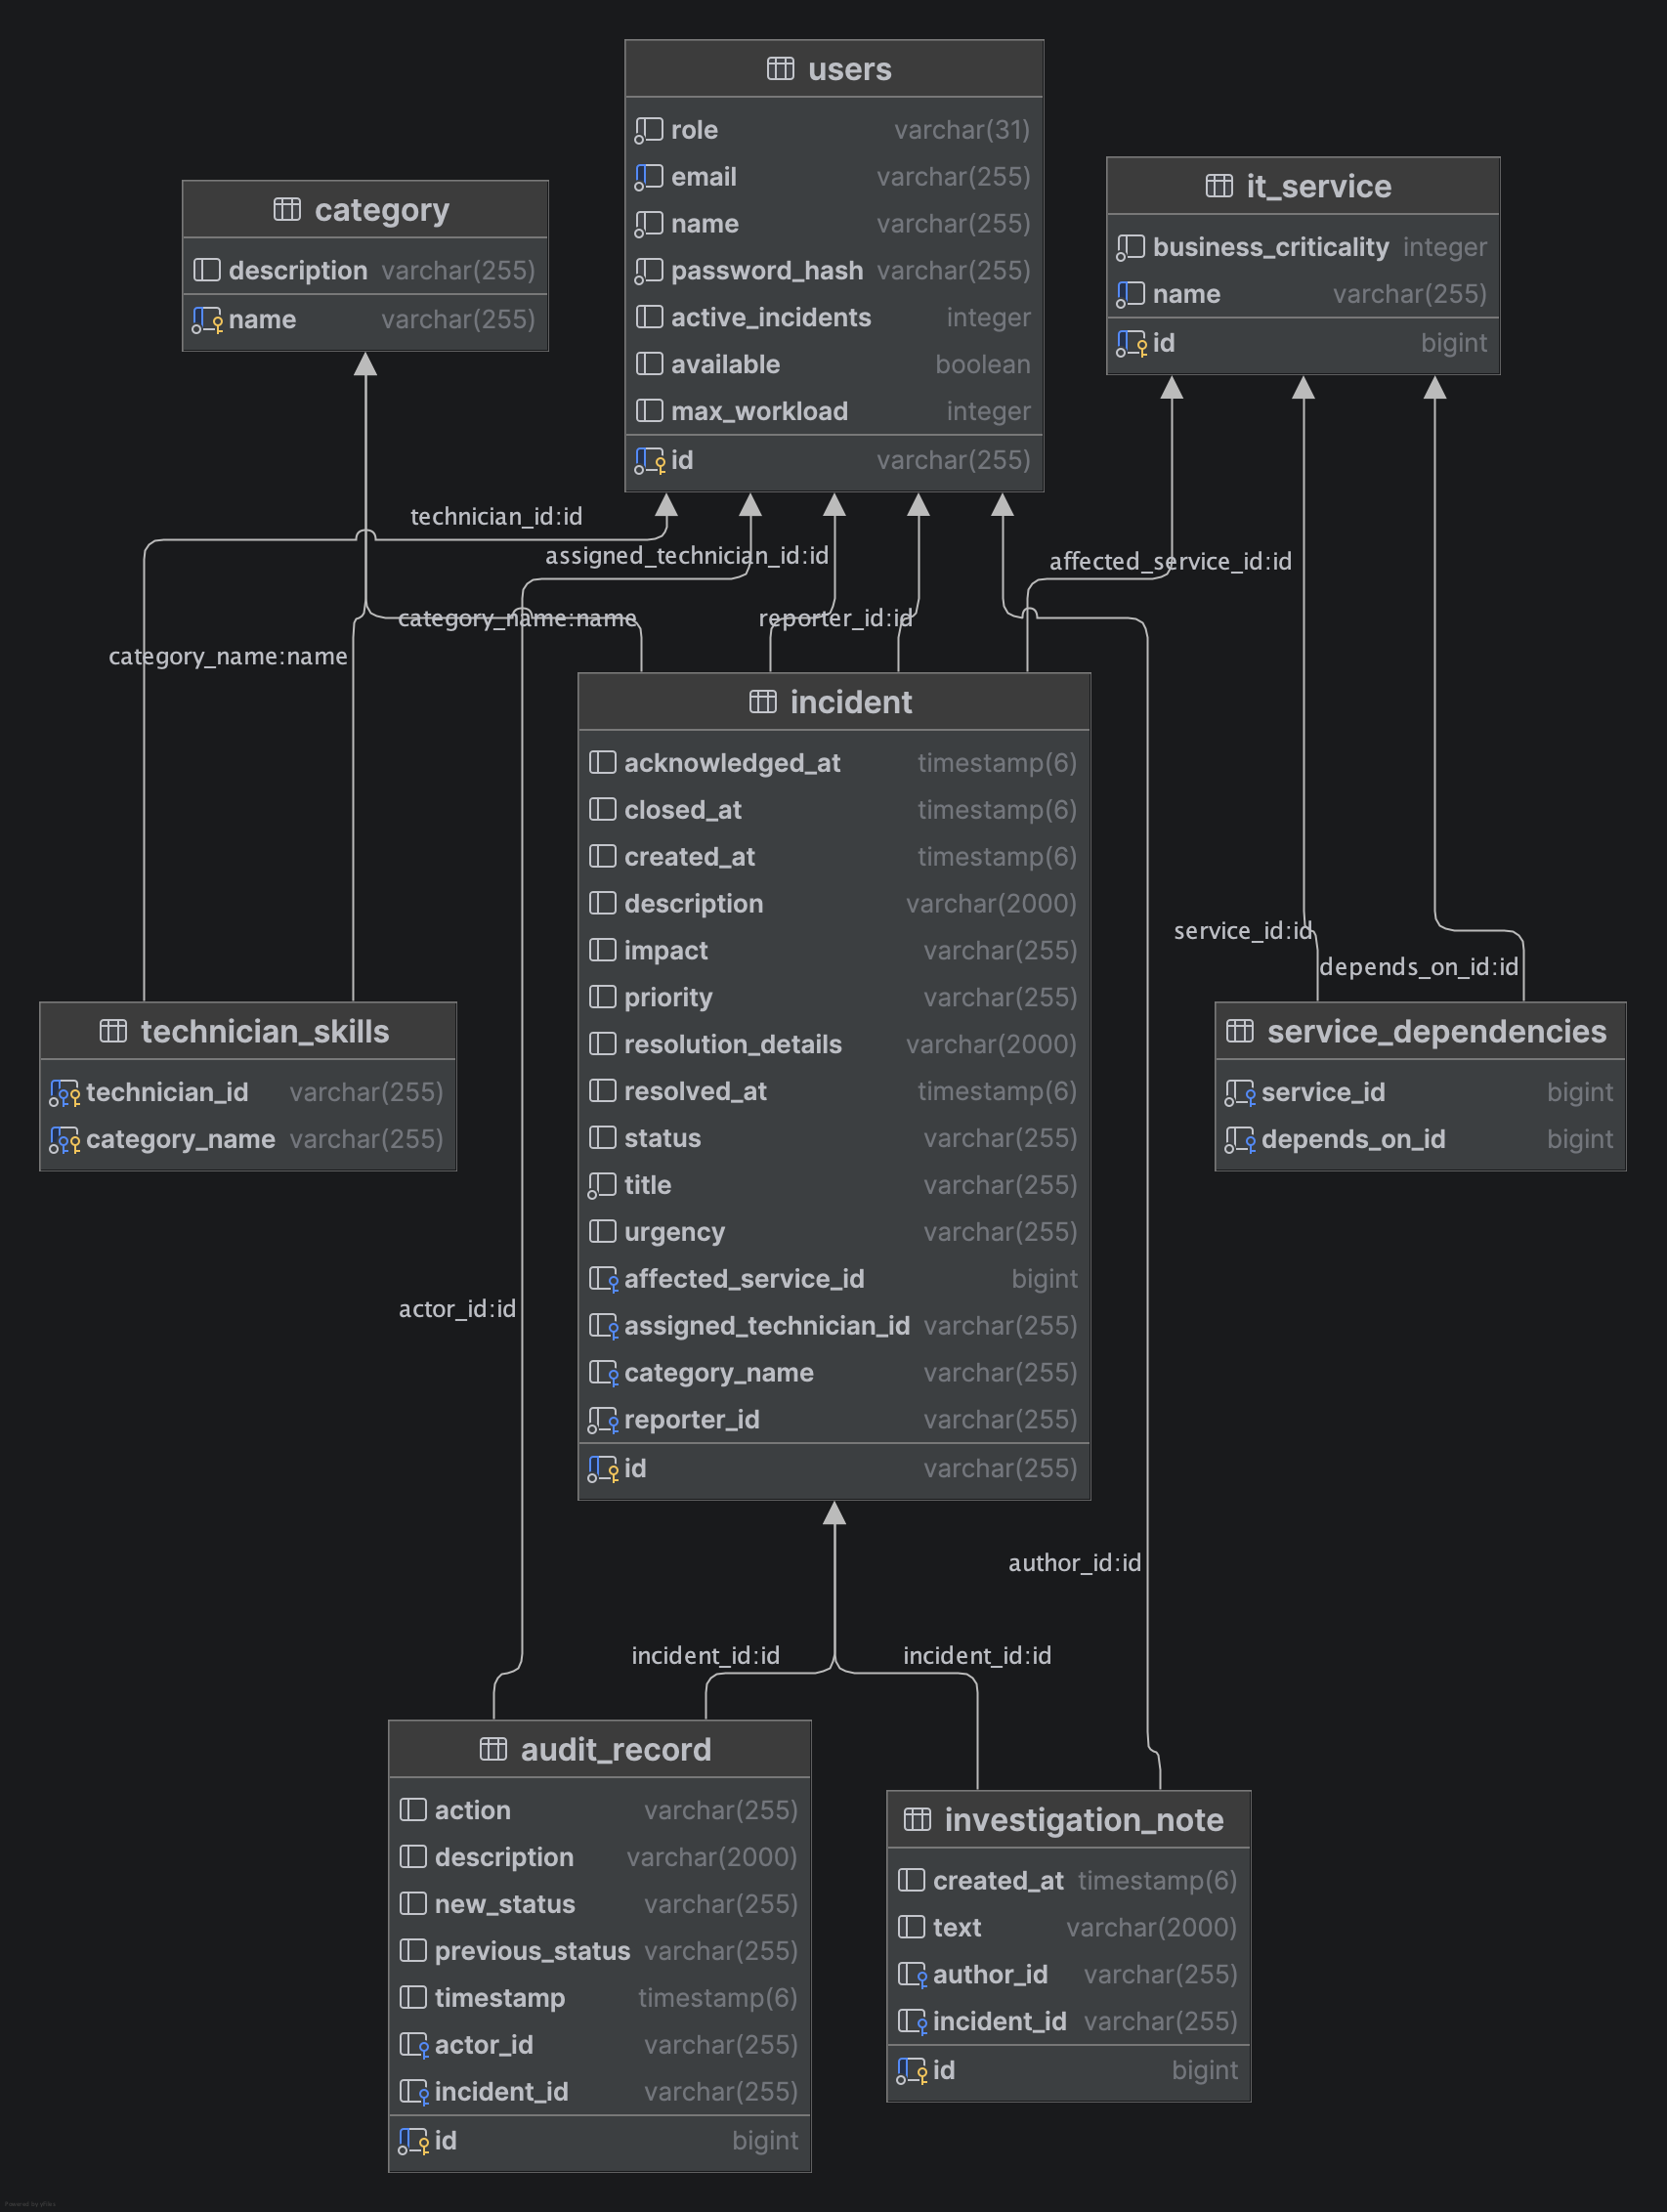 users
role varchar(31)
email varchar(255)
name varchar(255)
password_hash varchar(255)
active_incidents integer
available boolean
max_workload integer
id varchar(255)
category
description varchar(255)
name varchar(255)
it_service
business_criticality integer
name varchar(255)
id bigint
technician_id:id
assigned_technician_id:id
affected_service_id:id
category_name:name
reporter_id:id
category_name:name
incident
acknowledged_at timestamp(6)
closed_at timestamp(6)
created_at timestamp(6)
description varchar(2000)
impact varchar(255)
priority varchar(255)
resolution_details varchar(2000)
resolved_at timestamp(6)
status varchar(255)
title varchar(255)
urgency varchar(255)
affected_service_id bigint
assigned_technician_id varchar(255)
category_name varchar(255)
reporter_id varchar(255)
id varchar(255)
service_id:id
depends_on_id:id
technician_skills
technician_id varchar(255)
category_name varchar(255)
service_dependencies
service_id bigint
depends_on_id bigint
actor_id:id
author_id:id
incident_id:id
incident_id:id
audit_record
action varchar(255)
description varchar(2000)
new_status varchar(255)
previous_status varchar(255)
timestamp timestamp(6)
actor_id varchar(255)
incident_id varchar(255)
id bigint
investigation_note
created_at timestamp(6)
text varchar(2000)
author_id varchar(255)
incident_id varchar(255)
id bigint
Powered by yFiles